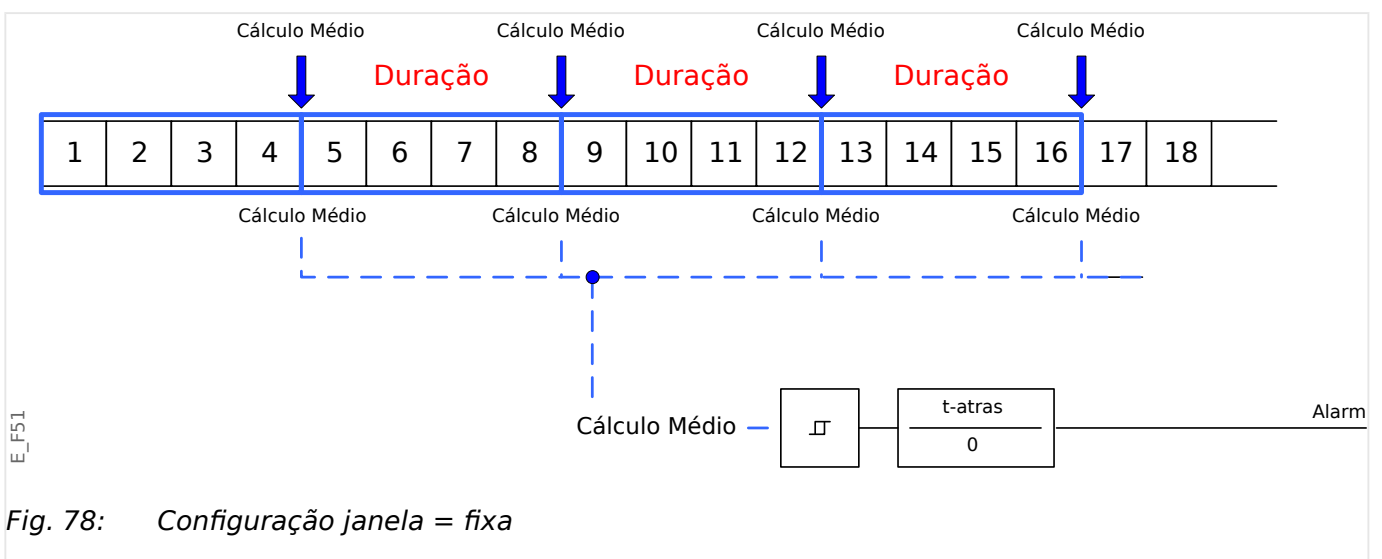 Cálculo Médio Cálculo Médio Cálculo Médio Cálculo Médio
Duração Duração Duração
1 2 3 4 5 6 7 8 9 10 11 12 13 14 15 16 17 18
Cálculo Médio Cálculo Médio Cálculo Médio Cálculo Médio
t-atras
Alarm
Cálculo Médio
0
E_F51
Fig. 78: Configuração janela = fixa